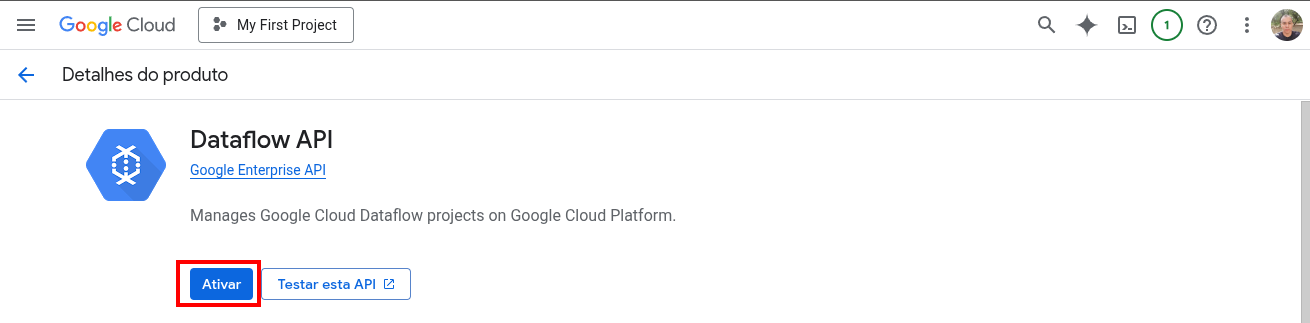 Google Cloud
My First Project
1
Detalhes do produto
Dataflow API
Google Enterprise API
Manages Google Cloud Dataflow projects on Google Cloud Platform.
Ativar
Testar esta API